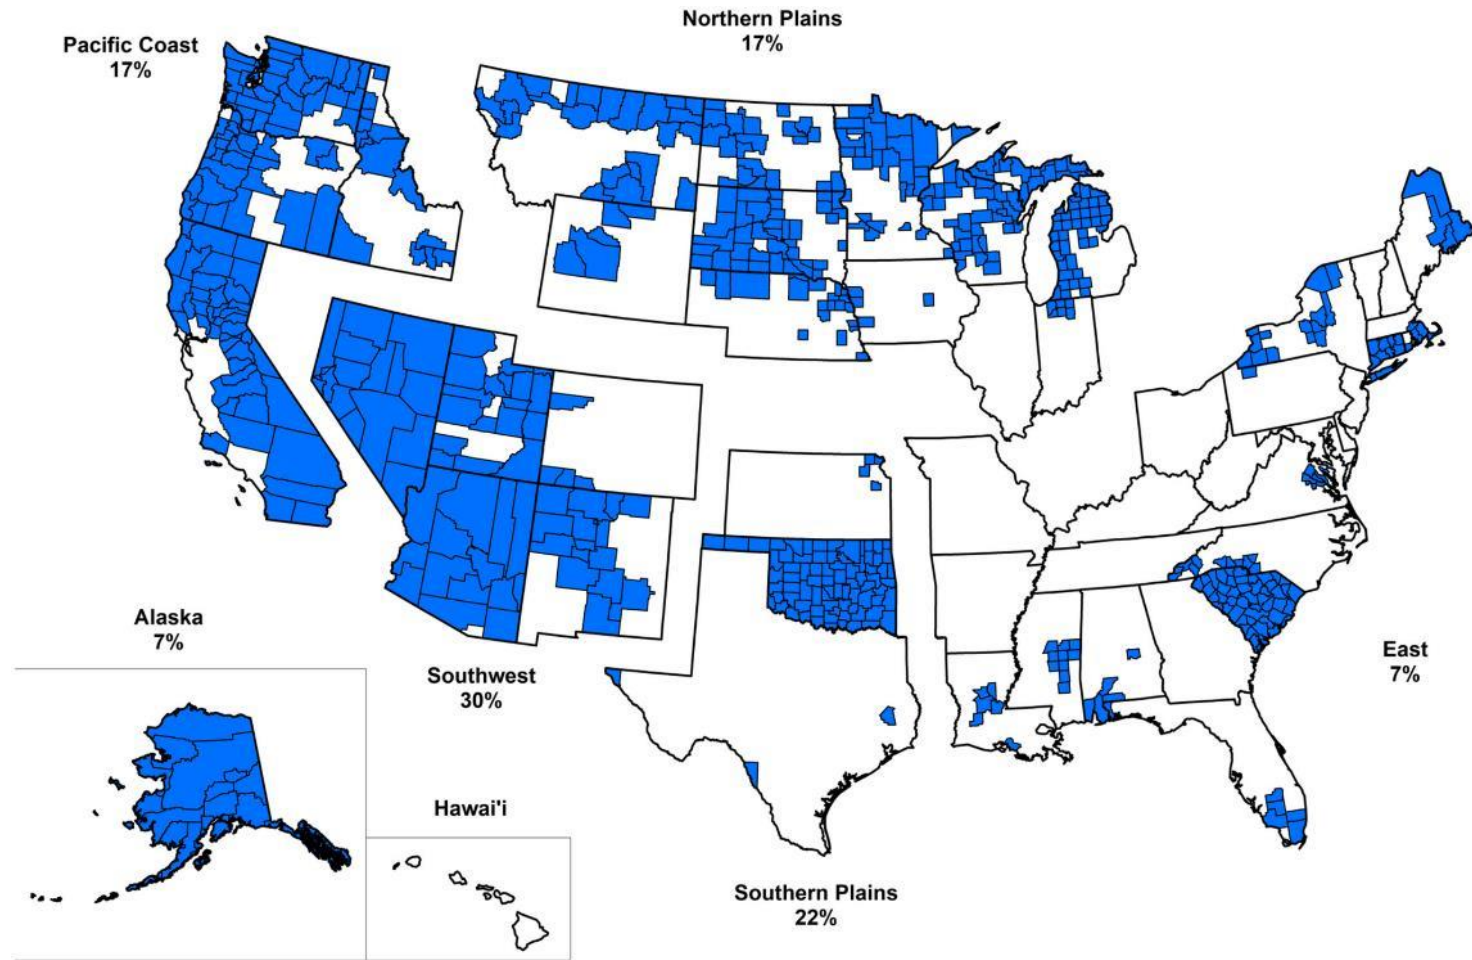 Northern Plains
17%
Pacific Coast
17%
Alaska
7%
Southwest
30%
East
7%
Hawai'i
Southern Plains
22%